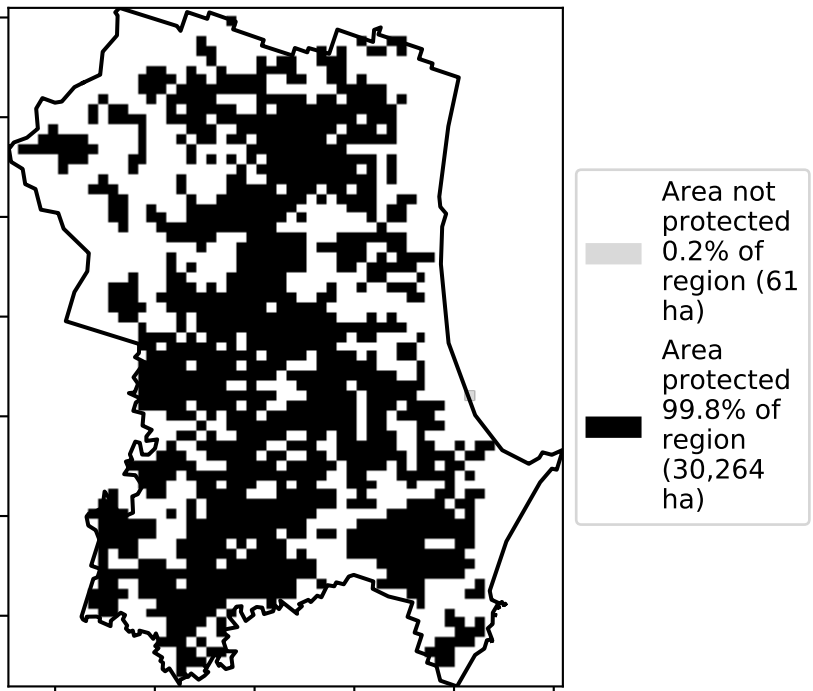 Area not
protected
0.2% of
region (61
ha)
Area
protected
99.8% of
region
(30,264
ha)